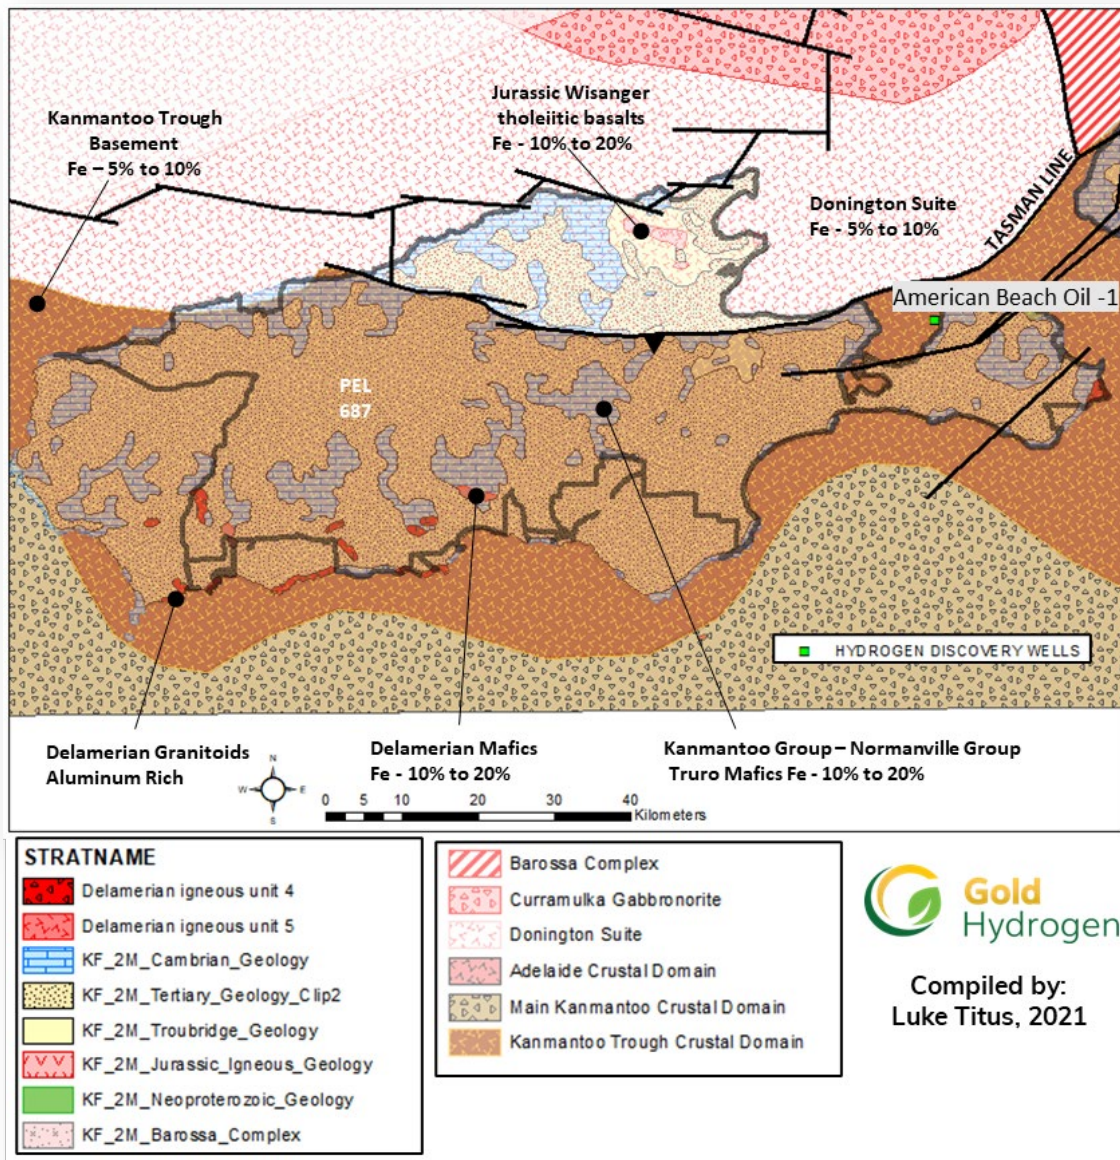 Kanmantoo Trough
Basement
Fe – 5% to 10%
Jurassic Wisanger
tholeiitic basalts
Fe - 10% to 20%
Donington Suite
Fe - 5% to 10%
TASMAN LINE
American Beach Oil -1
PEL
687
HYDROGEN DISCOVERY WELLS
Delamerian Granitoids
Aluminum Rich
Delamerian Mafics
Fe - 10% to 20%
Kanmantoo Group – Normanville Group
Truro Mafics Fe - 10% to 20%
N
W
E
S
0 5 10 20 30 40
Kilometers
STRATNAME
Delamerian igneous unit 4
Delamerian igneous unit 5
KF_2M_Cambrian_Geology
KF_2M_Tertiary_Geology_Clip2
KF_2M_Troubridge_Geology
KF_2M_Jurassic_Igneous_Geology
KF_2M_Neoproterozoic_Geology
KF_2M_Barossa_Complex
Barossa Complex
Curramulka Gabbronorite
Donington Suite
Adelaide Crustal Domain
Main Kanmantoo Crustal Domain
Kanmantoo Trough Crustal Domain
Gold
Hydrogen
Compiled by:
Luke Titus, 2021